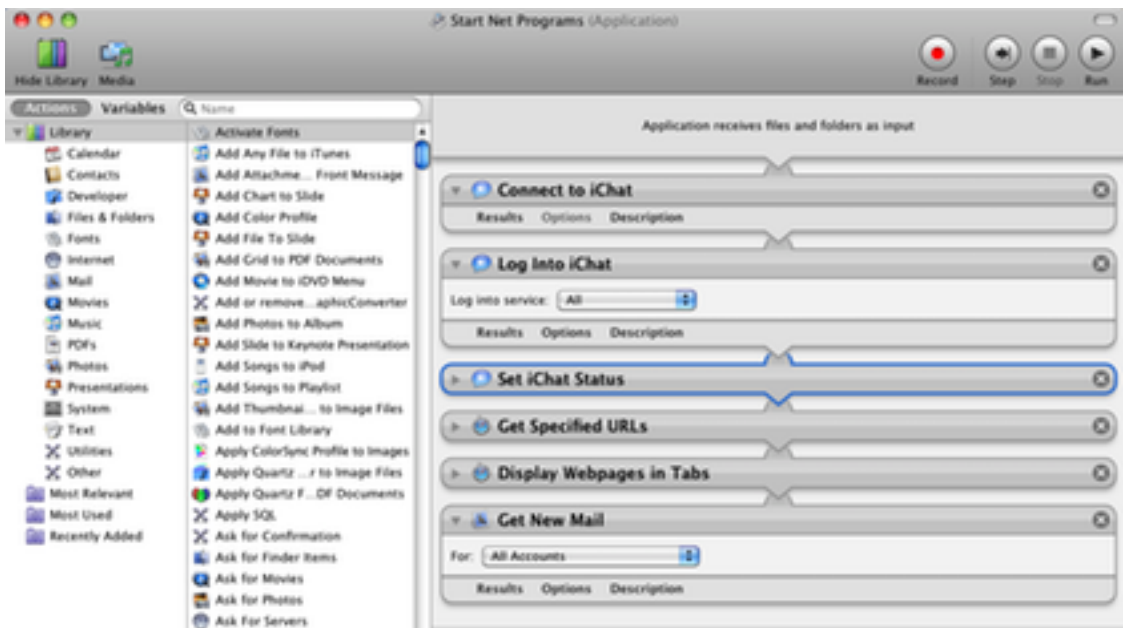 Start Net Programs (Application)
Hide Library Media
Record Step Stop Run
Actions Variables Name
Library
Calendar
Contacts
Developer
Files & Folders
Fonts
Internet
Mail
Movies
Music
PDFs
Photos
Presentations
System
Text
Utilities
Other
Most Relevant
Most Used
Recently Added
Activate Fonts
Add Any File to iTunes
Add Attachme... Front Message
Add Chart to Slide
Add Color Profile
Add File To Slide
Add Grid to PDF Documents
Add Movie to iDVD Menu
Add or remove...aphicConverter
Add Photos to Album
Add Slide to Keynote Presentation
Add Songs to iPod
Add Songs to Playlist
Add Thumbnai... to Image Files
Add to Font Library
Apply ColorSync Profile to Images
Apply Quartz ...r to Image Files
Apply Quartz F...DF Documents
Apply SQL
Ask for Confirmation
Ask for Finder Items
Ask for Movies
Ask for Photos
Ask For Servers
Application receives files and folders as input
Connect to iChat
Results Options Description
Log Into iChat
Log into service: All
Results Options Description
Set iChat Status
Get Specified URLs
Display Webpages in Tabs
Get New Mail
For: All Accounts
Results Options Description